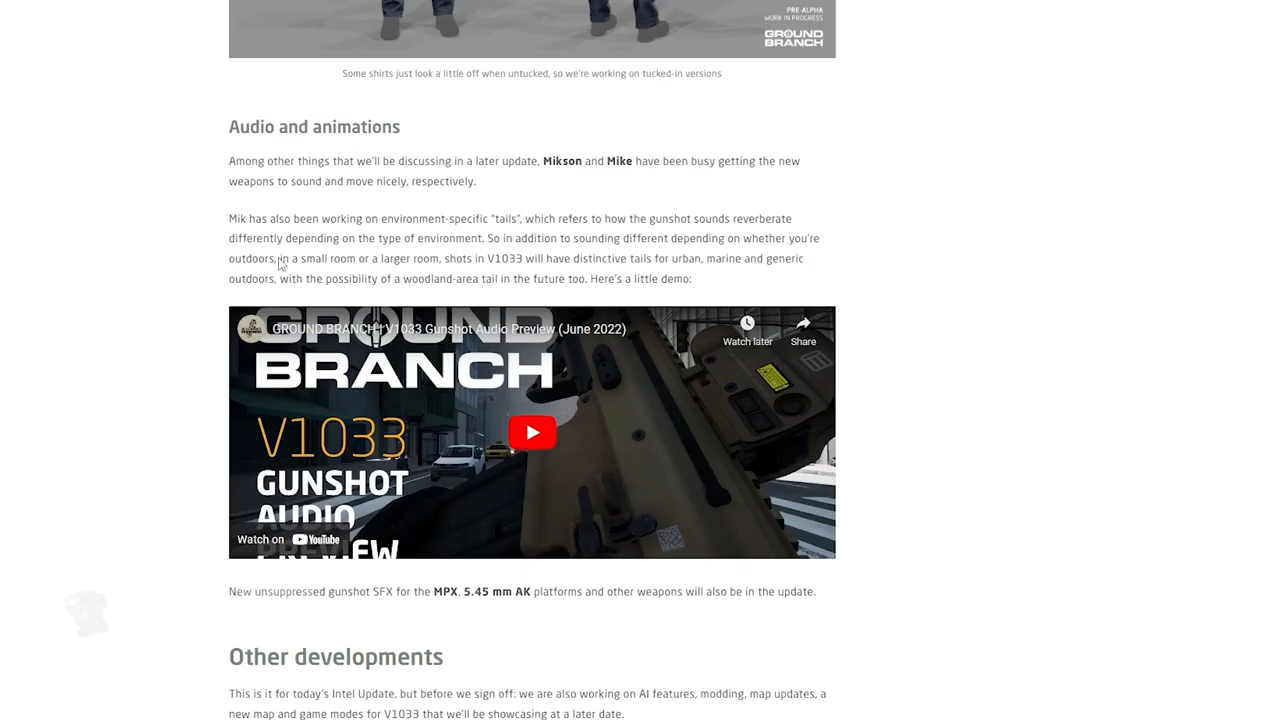 PRE-ALPHA
WORK IN PROGRESS
GROUND
BRANCH
Some shirts just look a little off when untucked, so we're working on tucked-in versions
Audio and animations
Among other things that we'll be discussing in a later update, Mikson and Mike have been busy getting the new
weapons to sound and move nicely, respectively.
Mik has also been working on environment-specific "tails", which refers to how the gunshot sounds reverberate
differently depending on the type of environment. So in addition to sounding different depending on whether you're
outdoors, in a small room or a larger room, shots in V1033 will have distinctive tails for urban, marine and generic
outdoors, with the possibility of a woodland-area tail in the future too. Here's a little demo:
GROUND BRANCH | V1033 Gunshot Audio Preview (June 2022)
Watch later
Share
GROUND
BRANCH
V1033
GUNSHOT
AUDIO
PREVIEW
Watch on YouTube
New unsuppressed gunshot SFX for the MPX, 5.45 mm AK platforms and other weapons will also be in the update.
Other developments
This is it for today's Intel Update, but before we sign off: we are also working on AI features, modding, map updates, a
new map and game modes for V1033 that we'll be showcasing at a later date.